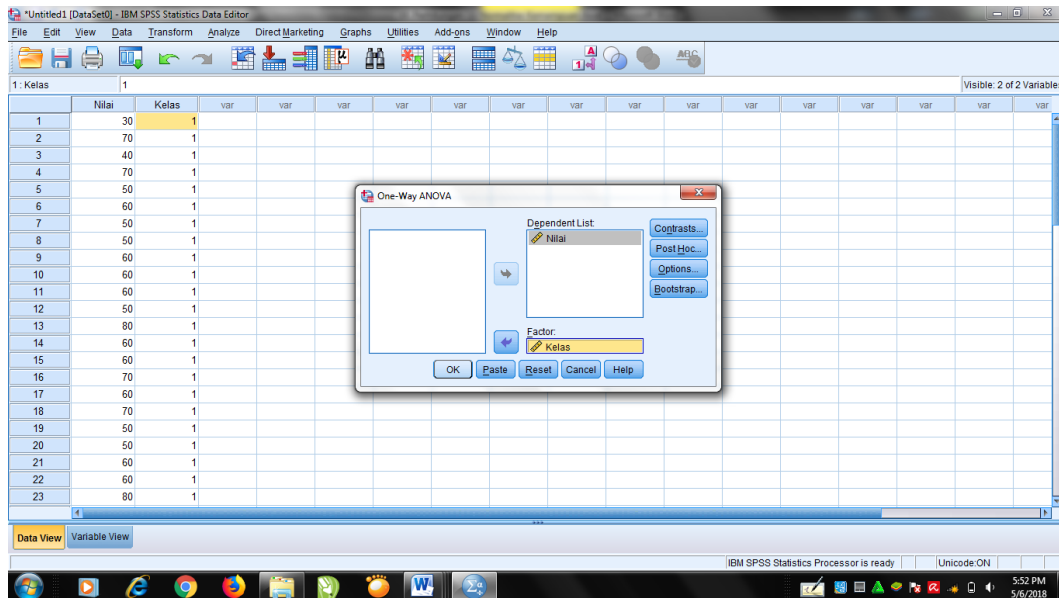 *Untitled1 [DataSet0] - IBM SPSS Statistics Data Editor
File Edit View Data Transform Analyze Direct Marketing Graphs Utilities Add-ons Window Help
1 : Kelas 1 Visible: 2 of 2 Variables
Nilai Kelas var var var var var var var var var var var var var var var
1 30 1
2 70 1
3 40 1
4 70 1
5 50 1
6 60 1
7 50 1
8 50 1
9 60 1
10 60 1
11 60 1
12 50 1
13 80 1
14 60 1
15 60 1
16 70 1
17 60 1
18 70 1
19 50 1
20 50 1
21 60 1
22 60 1
23 80 1
One-Way ANOVA
Dependent List:
Nilai
Contrasts...
Post Hoc...
Options...
Bootstrap...
Factor:
Kelas
OK Paste Reset Cancel Help
Data View Variable View
IBM SPSS Statistics Processor is ready Unicode:ON
5:52 PM
5/6/2018